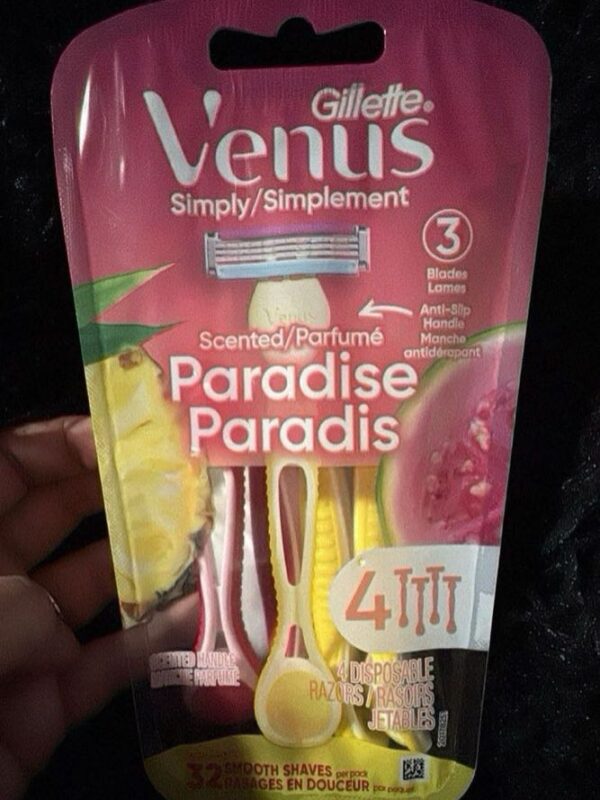 Gillette®
Venus
Simply/Simplement
3
Blades
Lames
Venus
Anti-Slip
Handle
Manche
antidérapant
Scented/Parfumé
Paradise
Paradis
4
SCENTED HANDLE
MANCHE PARFUMÉ
4 DISPOSABLE
RAZORS / RASOIRS
JETABLES
32 SMOOTH SHAVES per pack
RASAGES EN DOUCEUR par paquet